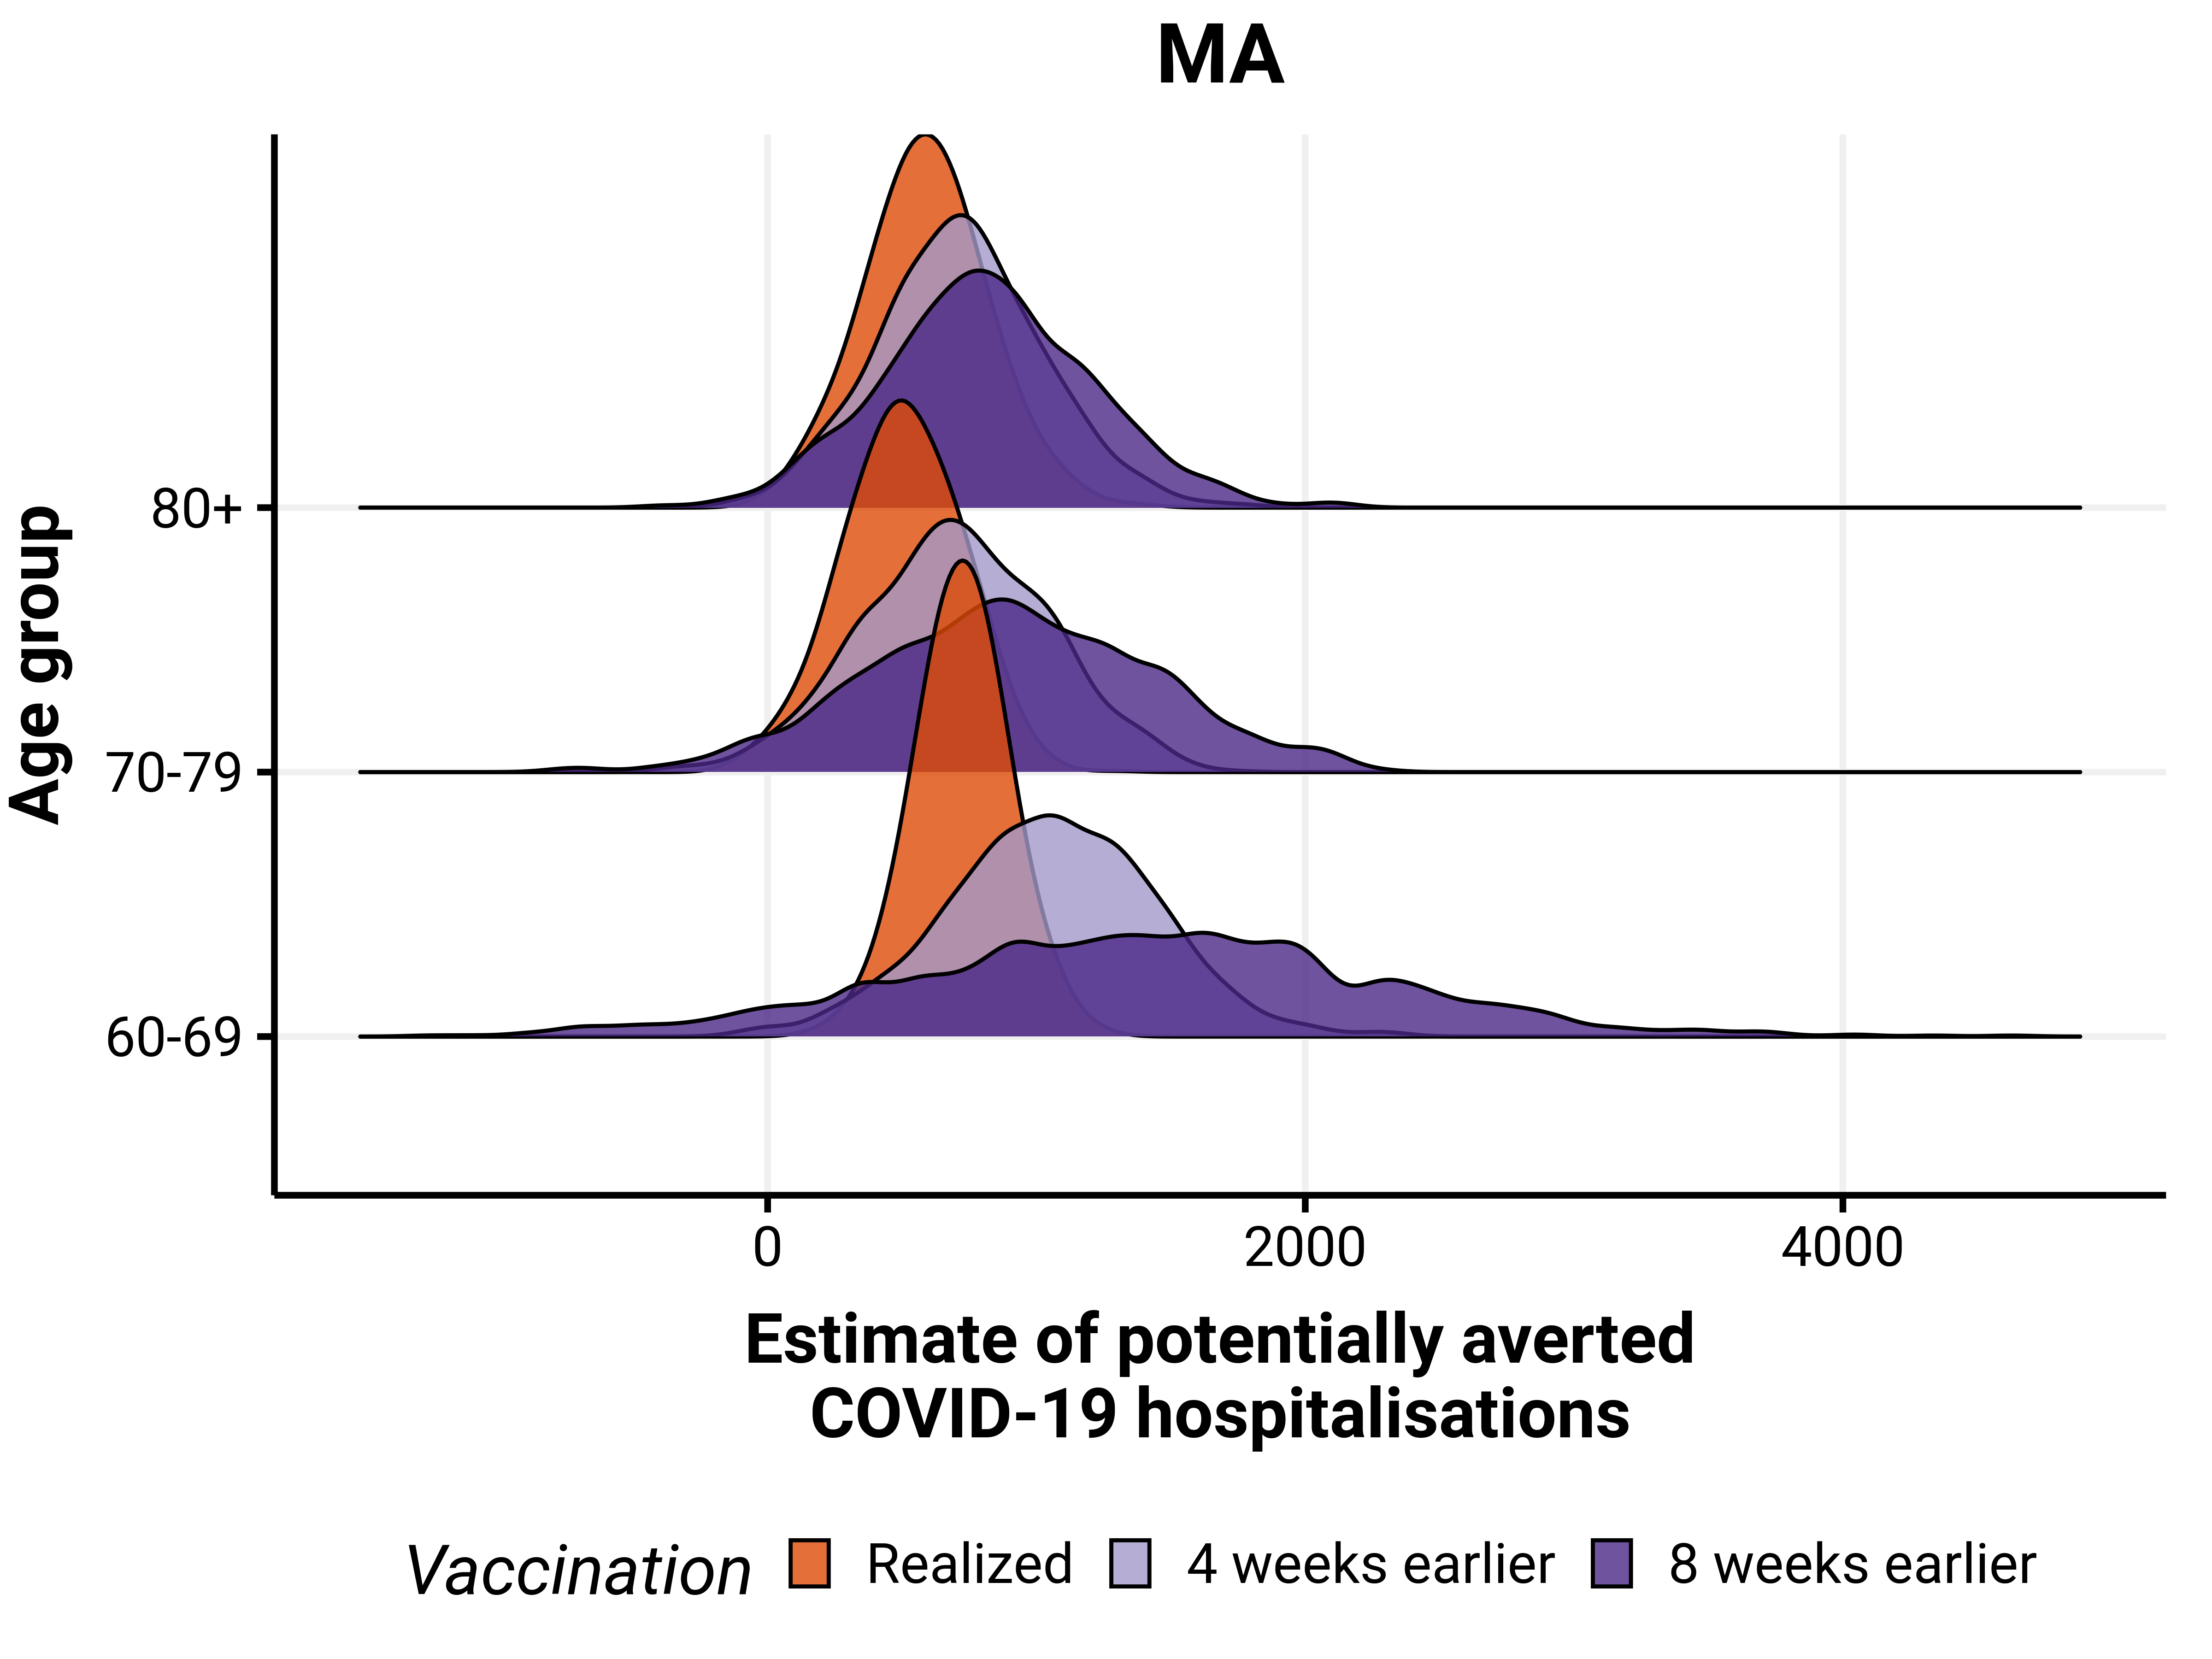 MA
Age group
80+
70-79
60-69
0 2000 4000
Estimate of potentially averted
COVID-19 hospitalisations
Vaccination Realized 4 weeks earlier 8 weeks earlier